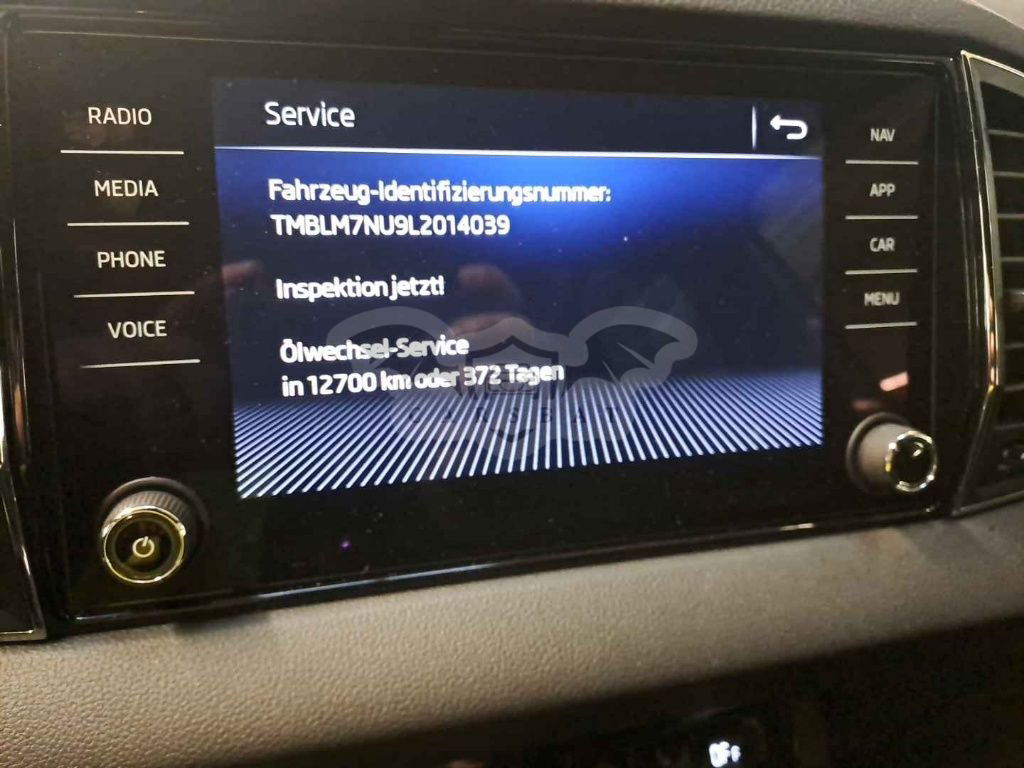 RADIO
MEDIA
PHONE
VOICE
Service
Fahrzeug-Identifizierungsnummer:
TMBLM7NU9L2014039
Inspektion jetzt!
Ölwechsel-Service
in 12700 km oder 372 Tagen
CARSBAT
NAV
APP
CAR
MENU